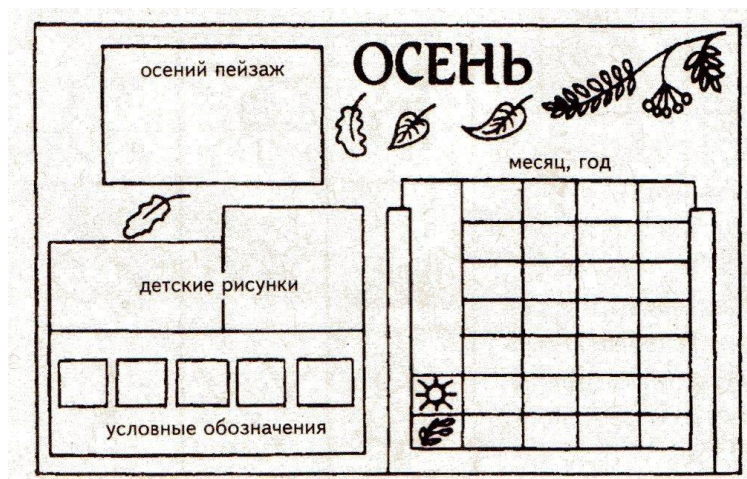 осений пейзаж
ОСЕНЬ
месяц, год
детские рисунки
условные обозначения